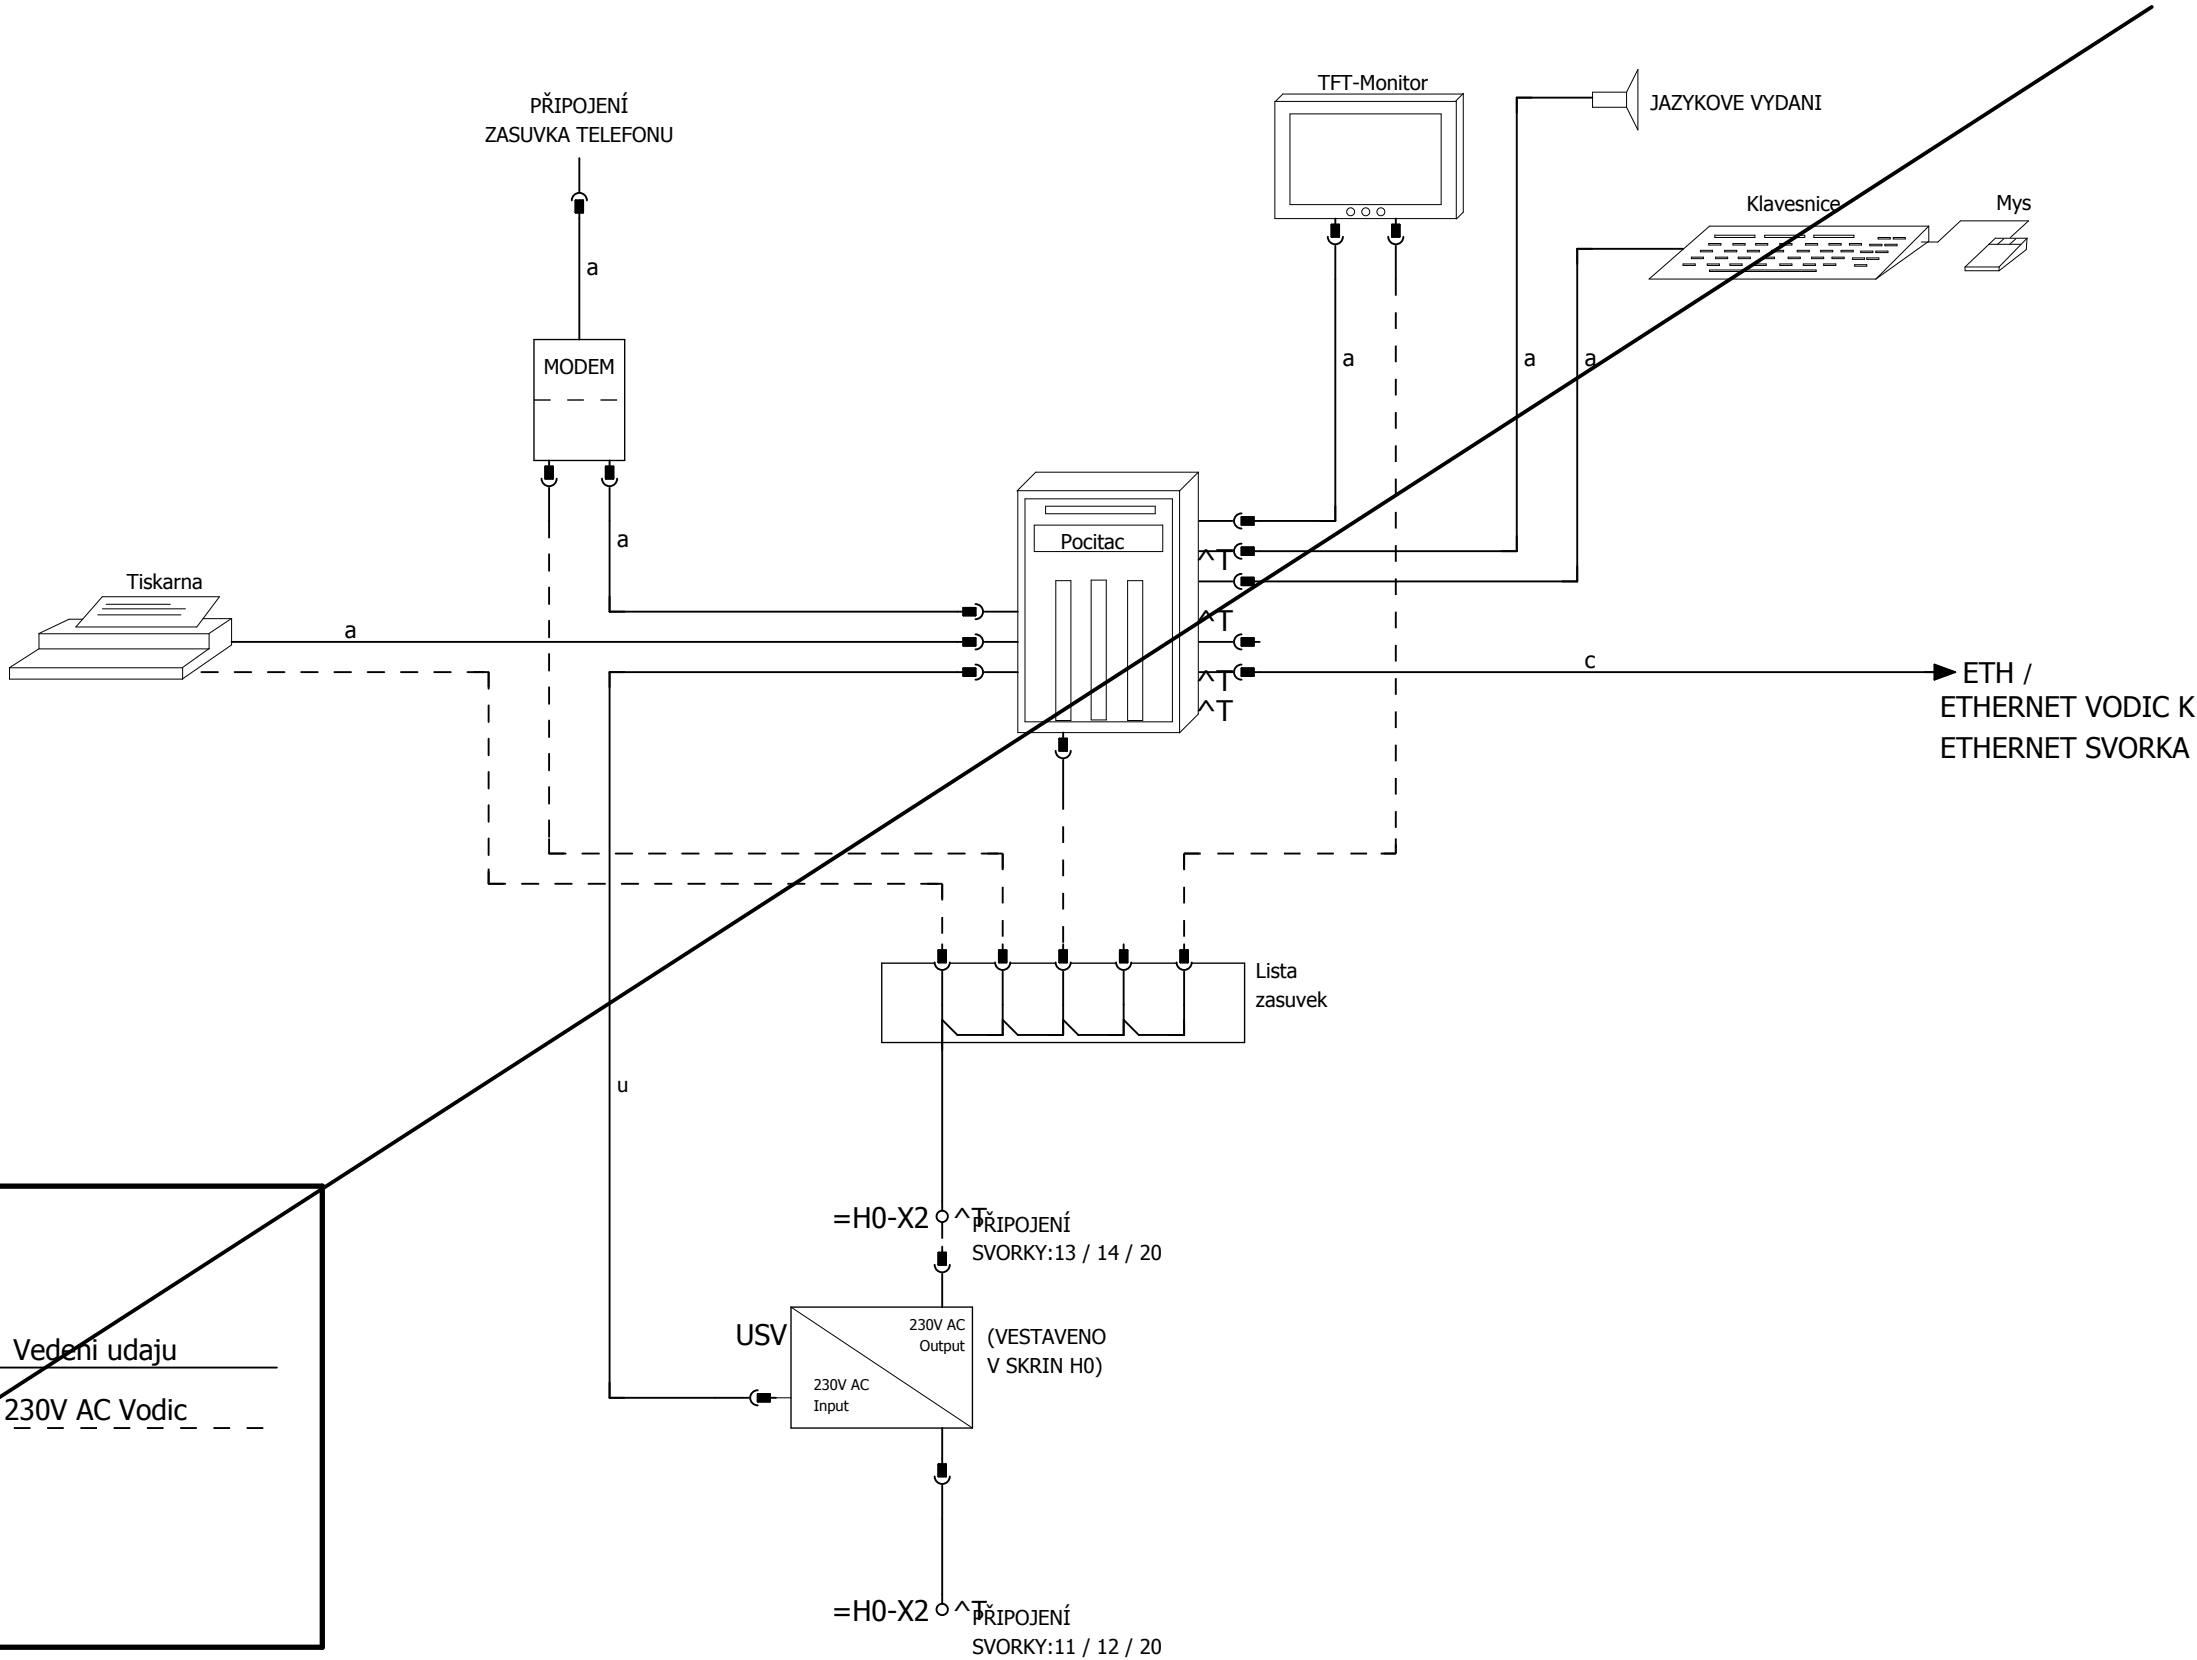 TFT-Monitor
PŘIPOJENÍ
ZASUVKA TELEFONU
JAZYKOVE VYDANI
Klavesnice
Mys
a
MODEM
a
a
a
a
Pocitac
^T
Tiskarna
^T
a
c
^T
ETH /
^T
ETHERNET VODIC K
ETHERNET SVORKA
Lista
zasuvek
u
=H0-X2
^T
PŘIPOJENÍ
SVORKY:13 / 14 / 20
USV
230V AC
Output
(VESTAVENO
V SKRIN H0)
230V AC
Input
Vedeni udaju
230V AC Vodic
=H0-X2
^T
PŘIPOJENÍ
SVORKY:11 / 12 / 20